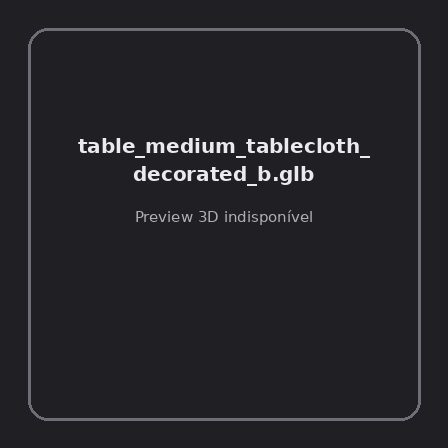 table_medium_tablecloth_
decorated_b.glb
Preview 3D indisponível